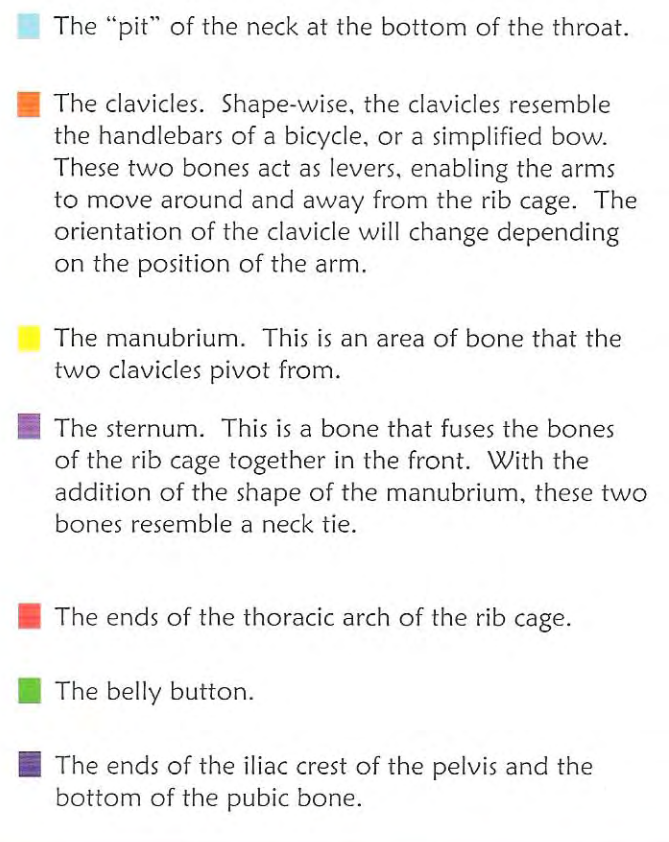 The “pit” of the neck at the bottom of the throat.
The clavicles. Shape-wise, the clavicles resemble
the handlebars of a bicycle, or a simplified bow.
These two bones act as levers, enabling the arms
to move around and away from the rib cage. The
orientation of the clavicle will change depending
on the position of the arm.
The manubrium. This is an area of bone that the
two clavicles pivot from.
The sternum. This is a bone that fuses the bones
of the rib cage together in the front. With the
addition of the shape of the manubrium, these two
bones resemble a neck tie.
The ends of the thoracic arch of the rib cage.
The belly button.
The ends of the iliac crest of the pelvis and the
bottom of the pubic bone.